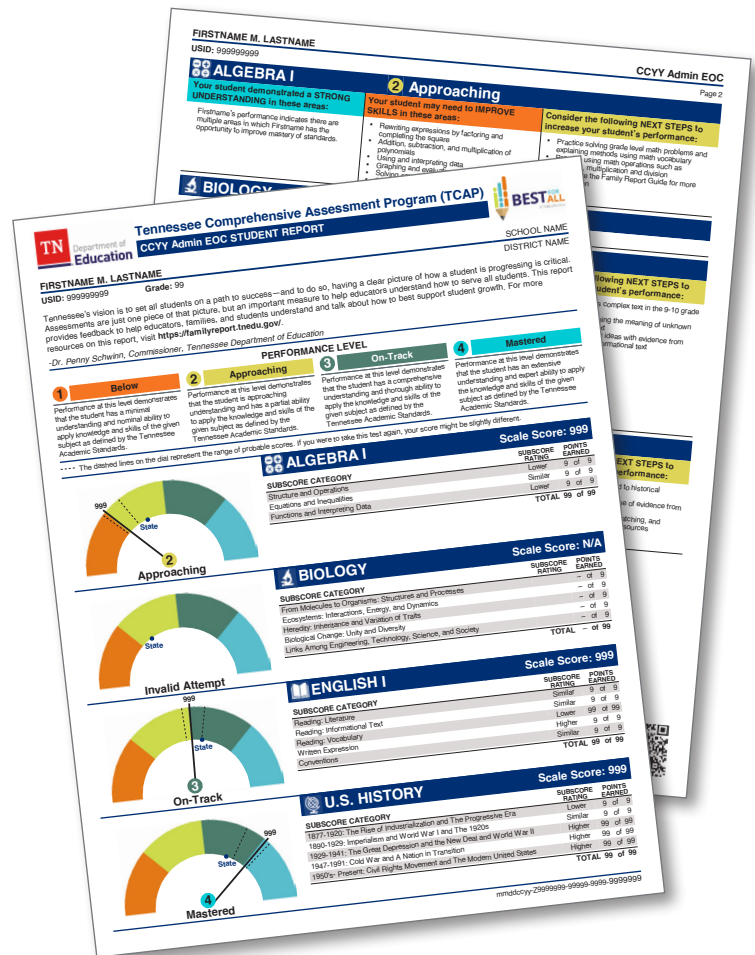 FIRSTNAME M. LASTNAME
USID: 999999999
CCYY Admin EOC
Page 2
ALGEBRA I
2 Approaching
Your student demonstrated a STRONG
UNDERSTANDING in these areas:
Firstname's performance indicates there are
multiple areas in which Firstname has the
opportunity to improve mastery of standards.
Your student may need to IMPROVE
SKILLS in these areas:
• Rewriting expressions by factoring and
completing the square
• Addition, subtraction, and multiplication of
polynomials
• Using and interpreting data
• Graphing and
• Solving
Consider the following NEXT STEPS to
increase your student's performance:
• Practice solving grade level math problems and
explaining methods using math vocabulary
using math operations such as
multiplication and division
the Family Report Guide for more
BIOLOGY
NEXT STEPS to
student's performance:
complex text in the 9-10 grade
the meaning of unknown
ideas with evidence from
NEXT STEPS to
performance:
to historical
of evidence from
and
TN
Department of
Education
Tennessee Comprehensive Assessment Program (TCAP)
CCYY Admin EOC STUDENT REPORT
BEST FOR ALL
FIRSTNAME M. LASTNAME
USID: 999999999 Grade: 99
SCHOOL NAME
DISTRICT NAME
Tennessee's vision is to set all students on a path to success—and to do so, having a clear picture of how a student is progressing is critical.
Assessments are just one piece of that picture, but an important measure to help educators understand how to serve all students. This report
provides feedback to help educators, families, and students understand and talk about how to best support student growth. For more
resources on this report, visit https://familyreport.tnedu.gov/.
-Dr. Penny Schwinn, Commissioner, Tennessee Department of Education
PERFORMANCE LEVEL
1 Below
Performance at this level demonstrates
that the student has a minimal
understanding and nominal ability to
apply knowledge and skills of the given
subject as defined by the Tennessee
Academic Standards.
2 Approaching
Performance at this level demonstrates
that the student is approaching
understanding and has a partial ability
to apply the knowledge and skills of the
given subject as defined by the
Tennessee Academic Standards.
3 On-Track
Performance at this level demonstrates
that the student has a comprehensive
understanding and thorough ability to
apply the knowledge and skills of the
given subject as defined by the
Tennessee Academic Standards.
4 Mastered
Performance at this level demonstrates
that the student has an extensive
understanding and expert ability to apply
the knowledge and skills of the given
subject as defined by the Tennessee
Academic Standards.
---- The dashed lines on the dial represent the range of probable scores. If you were to take this test again, your score might be slightly different.
999
State
2
Approaching
ALGEBRA I Scale Score: 999
SUBSCORE CATEGORY SUBSCORE RATING POINTS EARNED
Structure and Operations Lower 9 of 9
Equations and Inequalities Similar 9 of 9
Functions and Interpreting Data Lower 9 of 9
TOTAL 99 of 99
State
Invalid Attempt
BIOLOGY Scale Score: N/A
SUBSCORE CATEGORY SUBSCORE RATING POINTS EARNED
From Molecules to Organisms: Structures and Processes – of 9
Ecosystems: Interactions, Energy, and Dynamics – of 9
Heredity: Inheritance and Variation of Traits – of 9
Biological Change: Unity and Diversity – of 9
Links Among Engineering, Technology, Science, and Society – of 9
TOTAL – of 99
999
State
3
On-Track
ENGLISH I Scale Score: 999
SUBSCORE CATEGORY SUBSCORE RATING POINTS EARNED
Reading: Literature Similar 9 of 9
Reading: Informational Text Similar 9 of 9
Reading: Vocabulary Lower 99 of 99
Written Expression Higher 9 of 9
Conventions Similar 9 of 9
TOTAL 99 of 99
999
State
4
Mastered
U.S. HISTORY Scale Score: 999
SUBSCORE CATEGORY SUBSCORE RATING POINTS EARNED
1877-1920: The Rise of Industrialization and The Progressive Era Lower 9 of 9
1890-1929: Imperialism and World War I and The 1920s Similar 9 of 9
1929-1941: The Great Depression and the New Deal and World War II Higher 99 of 99
1947-1991: Cold War and A Nation in Transition Higher 99 of 99
1950's- Present: Civil Rights Movement and The Modern United States Higher 99 of 99
TOTAL 99 of 99
mmddccyy-Z9999999-99999-9999-9999999